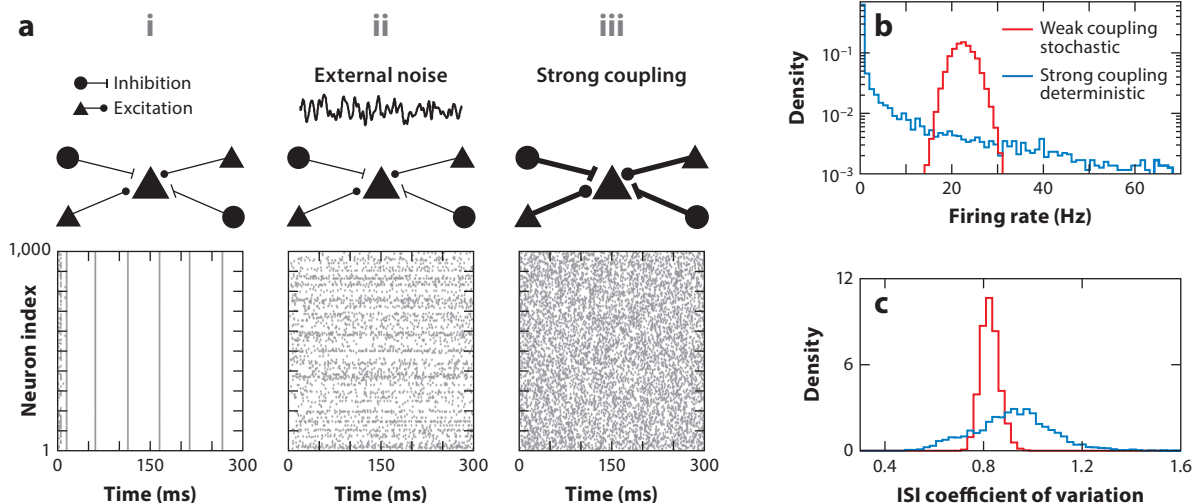 a
i
ii
iii
Inhibition
Excitation
External noise
Strong coupling
Neuron index
1,000
1
0
150
300
Time (ms)
0
150
300
Time (ms)
0
150
300
Time (ms)
b
Density
10⁻¹
10⁻²
10⁻³
Weak coupling
stochastic
Strong coupling
deterministic
0
20
40
60
Firing rate (Hz)
c
Density
12
6
0
0.4
0.8
1.2
1.6
ISI coefficient of variation